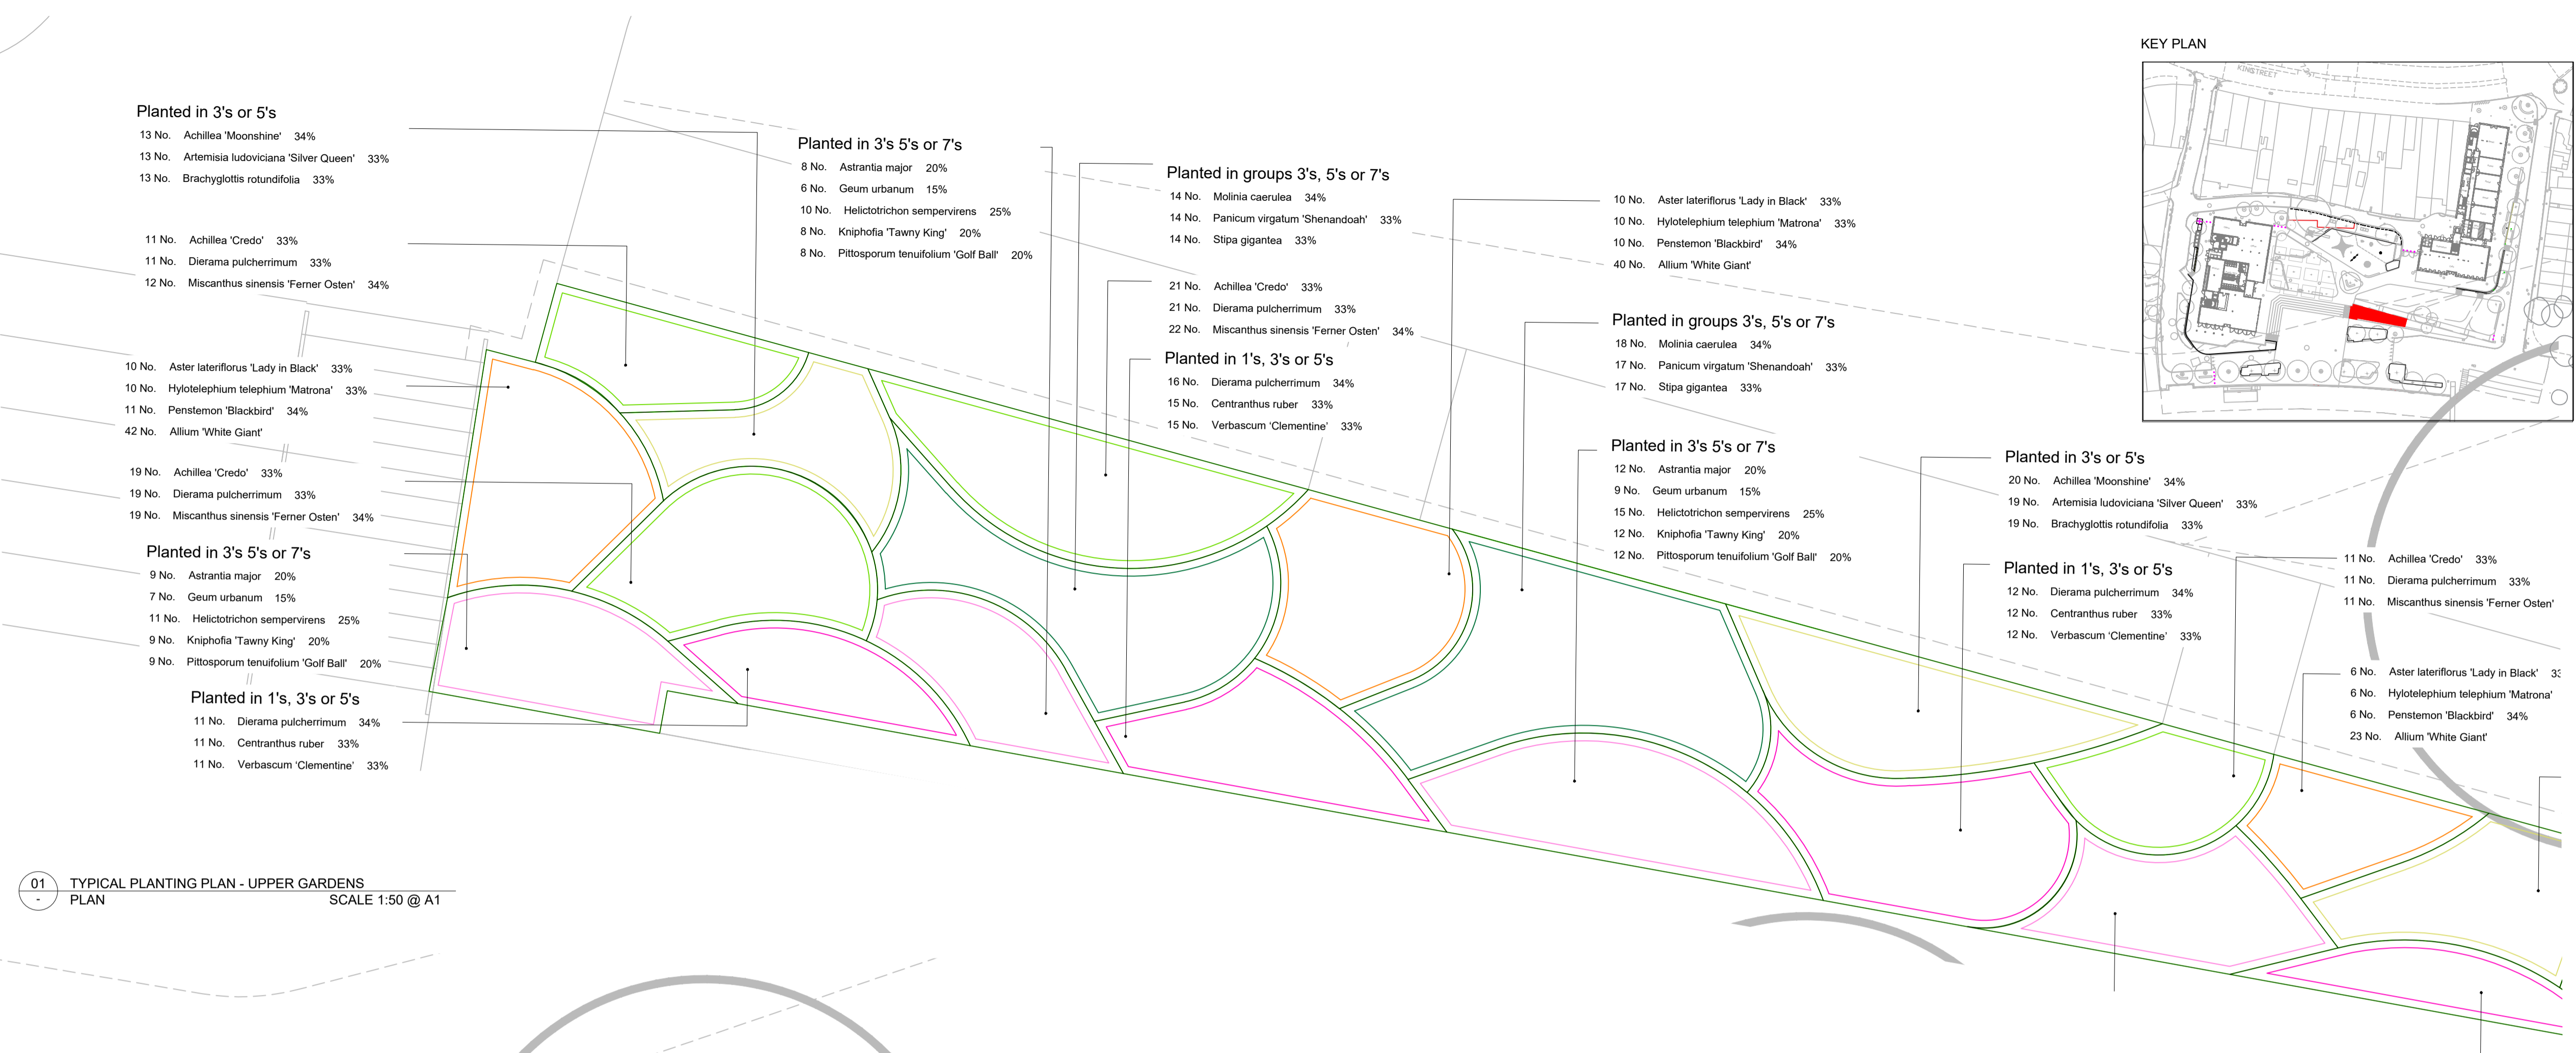 KEY PLAN
KINGSTREET
Planted in 3's or 5's
13 No. Achillea 'Moonshine' 34%
13 No. Artemisia ludoviciana 'Silver Queen' 33%
13 No. Brachyglottis rotundifolia 33%
11 No. Achillea 'Credo' 33%
11 No. Dierama pulcherrimum 33%
12 No. Miscanthus sinensis 'Ferner Osten' 34%
10 No. Aster lateriflorus 'Lady in Black' 33%
10 No. Hylotelephium telephium 'Matrona' 33%
11 No. Penstemon 'Blackbird' 34%
42 No. Allium 'White Giant'
19 No. Achillea 'Credo' 33%
19 No. Dierama pulcherrimum 33%
19 No. Miscanthus sinensis 'Ferner Osten' 34%
Planted in 3's 5's or 7's
9 No. Astrantia major 20%
7 No. Geum urbanum 15%
11 No. Helictotrichon sempervirens 25%
9 No. Kniphofia 'Tawny King' 20%
9 No. Pittosporum tenuifolium 'Golf Ball' 20%
Planted in 1's, 3's or 5's
11 No. Dierama pulcherrimum 34%
11 No. Centranthus ruber 33%
11 No. Verbascum ‘Clementine’ 33%
Planted in 3's 5's or 7's
8 No. Astrantia major 20%
6 No. Geum urbanum 15%
10 No. Helictotrichon sempervirens 25%
8 No. Kniphofia 'Tawny King' 20%
8 No. Pittosporum tenuifolium 'Golf Ball' 20%
Planted in groups 3's, 5's or 7's
14 No. Molinia caerulea 34%
14 No. Panicum virgatum 'Shenandoah' 33%
14 No. Stipa gigantea 33%
21 No. Achillea 'Credo' 33%
21 No. Dierama pulcherrimum 33%
22 No. Miscanthus sinensis 'Ferner Osten' 34%
Planted in 1's, 3's or 5's
16 No. Dierama pulcherrimum 34%
15 No. Centranthus ruber 33%
15 No. Verbascum ‘Clementine’ 33%
10 No. Aster lateriflorus 'Lady in Black' 33%
10 No. Hylotelephium telephium 'Matrona' 33%
10 No. Penstemon 'Blackbird' 34%
40 No. Allium 'White Giant'
Planted in groups 3's, 5's or 7's
18 No. Molinia caerulea 34%
17 No. Panicum virgatum 'Shenandoah' 33%
17 No. Stipa gigantea 33%
Planted in 3's 5's or 7's
12 No. Astrantia major 20%
9 No. Geum urbanum 15%
15 No. Helictotrichon sempervirens 25%
12 No. Kniphofia 'Tawny King' 20%
12 No. Pittosporum tenuifolium 'Golf Ball' 20%
Planted in 3's or 5's
20 No. Achillea 'Moonshine' 34%
19 No. Artemisia ludoviciana 'Silver Queen' 33%
19 No. Brachyglottis rotundifolia 33%
Planted in 1's, 3's or 5's
12 No. Dierama pulcherrimum 34%
12 No. Centranthus ruber 33%
12 No. Verbascum ‘Clementine’ 33%
11 No. Achillea 'Credo' 33%
11 No. Dierama pulcherrimum 33%
11 No. Miscanthus sinensis 'Ferner Osten'
6 No. Aster lateriflorus 'Lady in Black' 33
6 No. Hylotelephium telephium 'Matrona'
6 No. Penstemon 'Blackbird' 34%
23 No. Allium 'White Giant'
01 TYPICAL PLANTING PLAN - UPPER GARDENS
- PLAN SCALE 1:50 @ A1